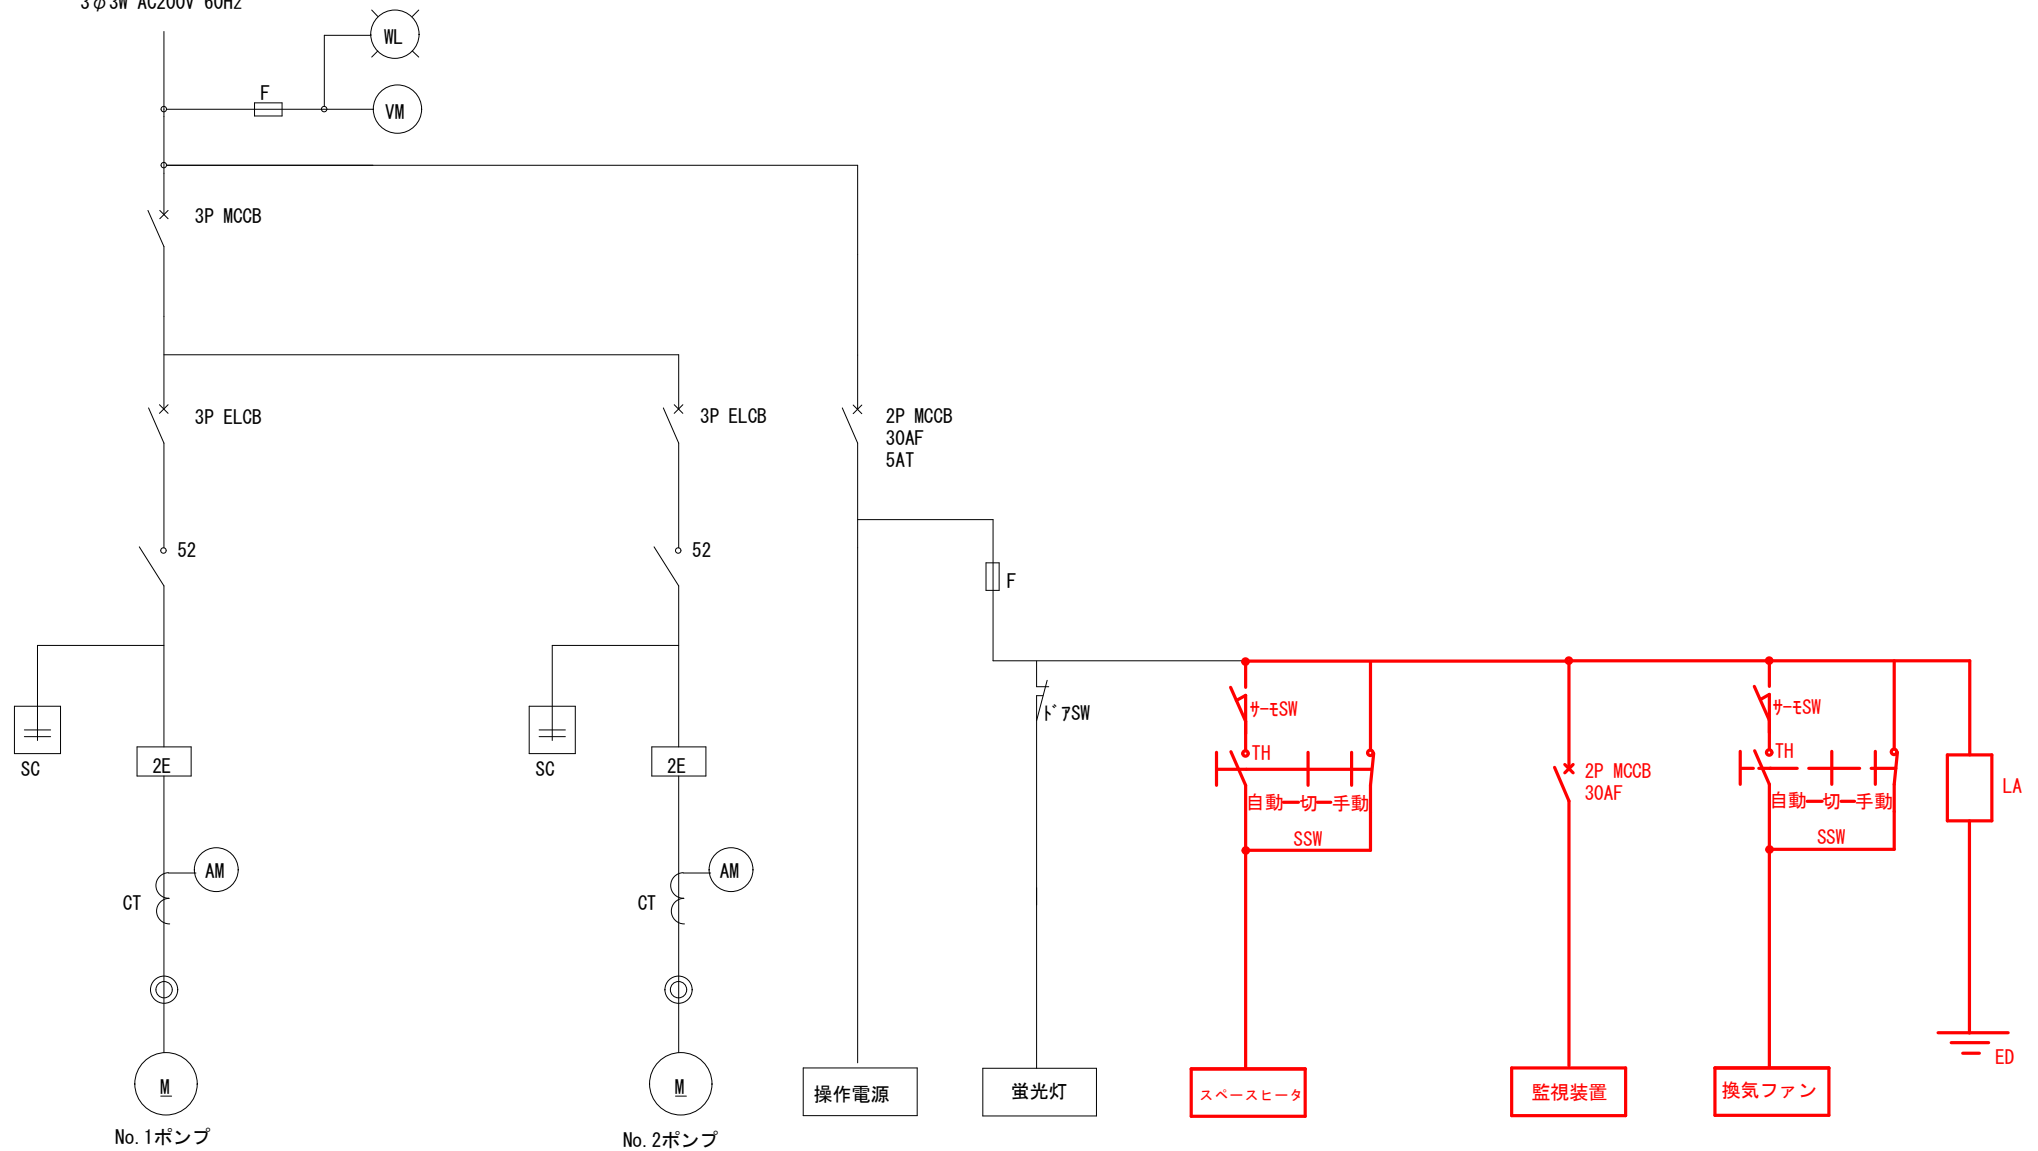 3φ3W AC200V 60Hz
WL
F
VM
3P MCCB
3P ELCB
3P ELCB
2P MCCB
30AF
5AT
52
52
F
ﾄﾞｱSW
ｻｰﾓSW
ｻｰﾓSW
SC
2E
SC
2E
TH
TH
2P MCCB
30AF
LA
自動―切―手動
自動―切―手動
SSW
SSW
AM
AM
CT
CT
ED
M
M
操作電源
蛍光灯
スペースヒータ
監視装置
換気ファン
No.1ポンプ
No.2ポンプ